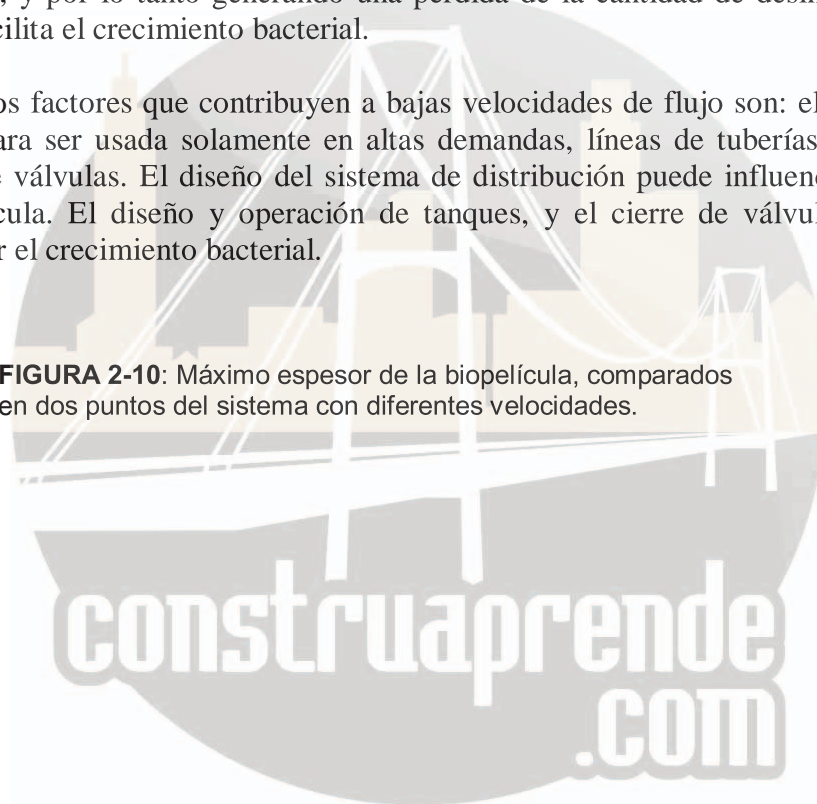 y por lo tanto generando una pérdida de la cantidad de
cilita el crecimiento bacterial.
os factores que contribuyen a bajas velocidades de flujo son: el
ara ser usada solamente en altas demandas, líneas de tuberías
válvulas. El diseño del sistema de distribución puede
cula. El diseño y operación de tanques, y el cierre de
r el crecimiento bacterial.
FIGURA 2-10: Máximo espesor de la biopelícula, comparados
en dos puntos del sistema con diferentes velocidades.
construaprende
.com